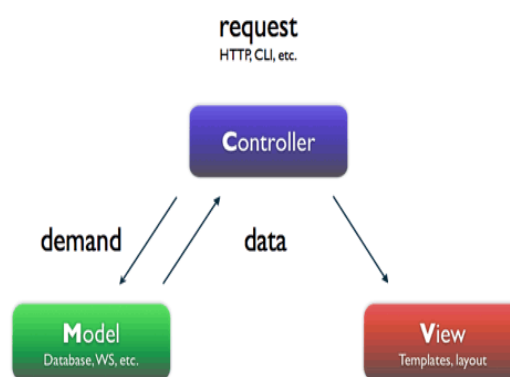 request
HTTP, CLI, etc.
Controller
demand
data
Model
Database, WS, etc.
View
Templates, layout